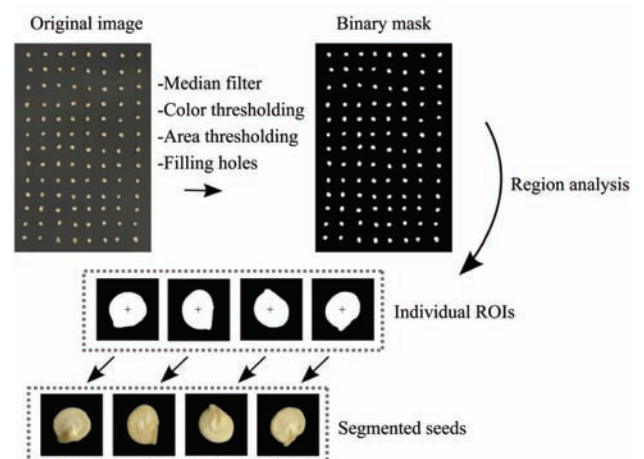 Original image
Binary mask
-Median filter
-Color thresholding
-Area thresholding
-Filling holes
Region analysis
Individual ROIs
Segmented seeds